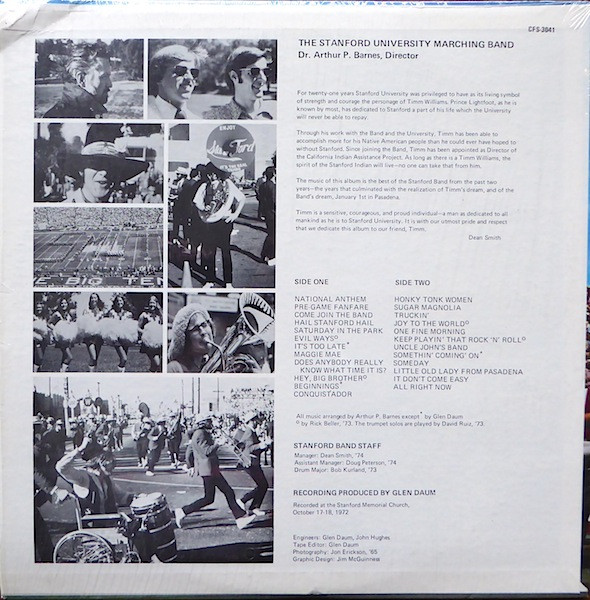 CFS-3041
THE STANFORD UNIVERSITY MARCHING BAND
Dr. Arthur P. Barnes, Director
For twenty-one years Stanford University was privileged to have as its living symbol
of strength and courage the personage of Timm Williams. Prince Lightfoot, as he is
known by most, has dedicated to Stanford a part of his life which the University
will never be able to repay.
Through his work with the Band and the University, Timm has been able to
accomplish more for his Native American people than he could ever have hoped to
without Stanford. Since joining the Band, Timm has been appointed as Director of
the California Indian Assistance Project. As long as there is a Timm Williams, the
spirit of the Stanford Indian will live—no one can take that from him.
The music of this album is the best of the Stanford Band from the past two
years—the years that culminated with the realization of Timm's dream, and of the
Band's dream, January 1st in Pasadena.
Timm is a sensitive, courageous, and proud individual—a man as dedicated to all
mankind as he is to Stanford University. It is with our utmost pride and respect
that we dedicate this album to our friend, Timm.
Dean Smith
ENJOY
BIG TE
SIDE ONE
NATIONAL ANTHEM
PRE-GAME FANFARE
COME JOIN THE BAND
HAIL STANFORD HAIL
SATURDAY IN THE PARK
EVIL WAYS©
IT'S TOO LATE*
MAGGIE MAE
DOES ANYBODY REALLY
KNOW WHAT TIME IT IS?
HEY, BIG BROTHER©
BEGINNINGS*
CONQUISTADOR
SIDE TWO
HONKY TONK WOMEN
SUGAR MAGNOLIA
TRUCKIN'
JOY TO THE WORLD©
ONE FINE MORNING
KEEP PLAYIN' THAT ROCK "N' ROLL©
UNCLE JOHN'S BAND
SOMETHIN' COMING' ON*
SOMEDAY
LITTLE OLD LADY FROM PASADENA
IT DON'T COME EASY
ALL RIGHT NOW
All music arranged by Arthur P. Barnes except * by Glen Daum
© by Rick Beller, '73. The trumpet solos are played by David Ruiz, '73.
STANFORD BAND STAFF
Manager: Dean Smith, '74
Assistant Manager: Doug Peterson, '74
Drum Major: Bob Kurland, '73
RECORDING PRODUCED BY GLEN DAUM
Recorded at the Stanford Memorial Church,
October 17-18, 1972
Engineers: Glen Daum, John Hughes
Tape Editor: Glen Daum
Photography: Jon Erickson, '65
Graphic Design: Jim McGuinness